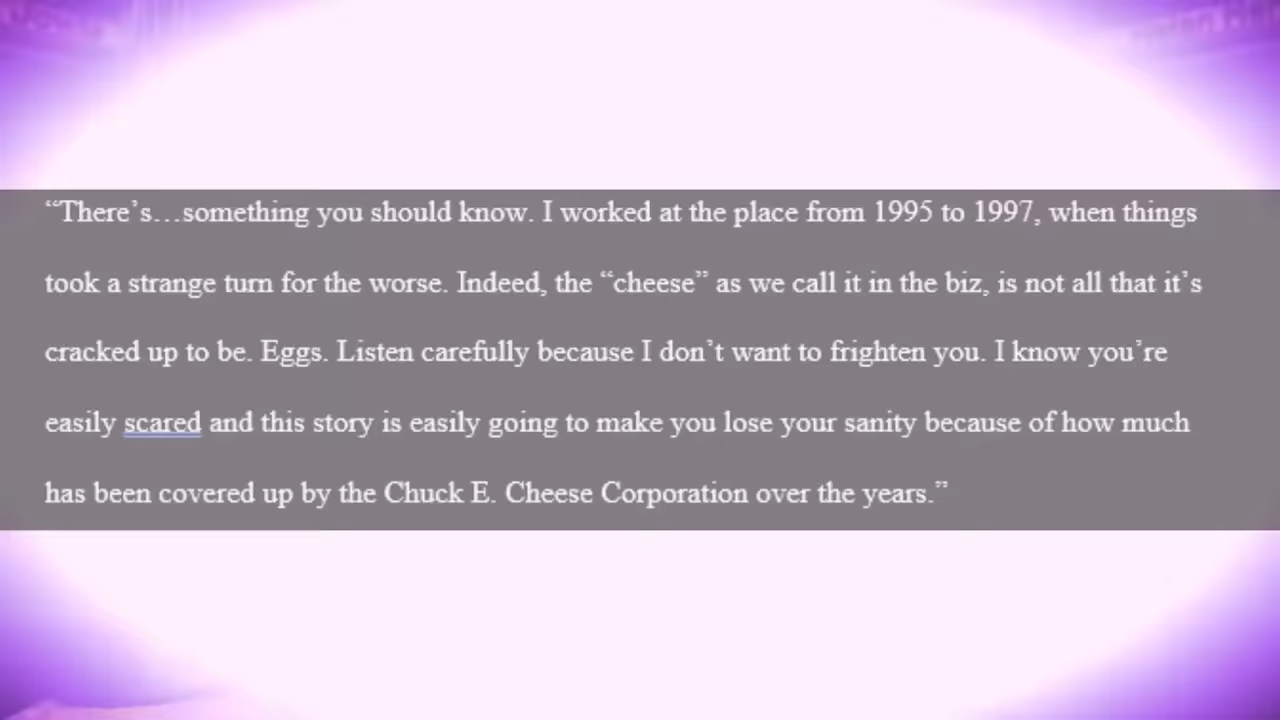 “There’s…something you should know. I worked at the place from 1995 to 1997, when things
took a strange turn for the worse. Indeed, the “cheese” as we call it in the biz, is not all that it’s
cracked up to be. Eggs. Listen carefully because I don’t want to frighten you. I know you’re
easily scared and this story is easily going to make you lose your sanity because of how much
has been covered up by the Chuck E. Cheese Corporation over the years.”